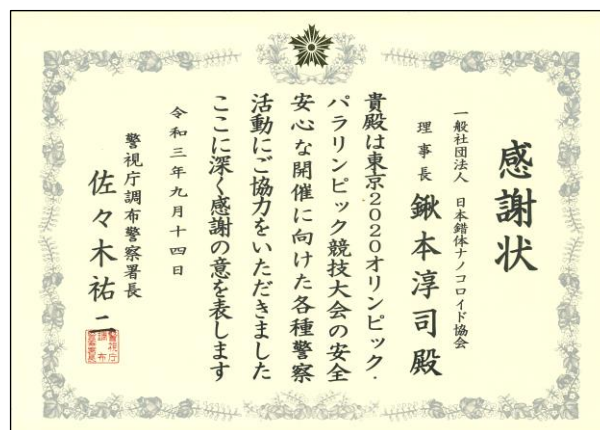 感謝状
一般社団法人 日本錯体ナノコロイド協会
理事長 鍬本淳司殿
貴殿は東京2020オリンピック・
パラリンピック競技大会の安全
安心な開催に向けた各種警察
活動にご協力をいただきました
ここに深く感謝の意を表します
令和三年九月十四日
警視庁調布警察署長
佐々木祐二